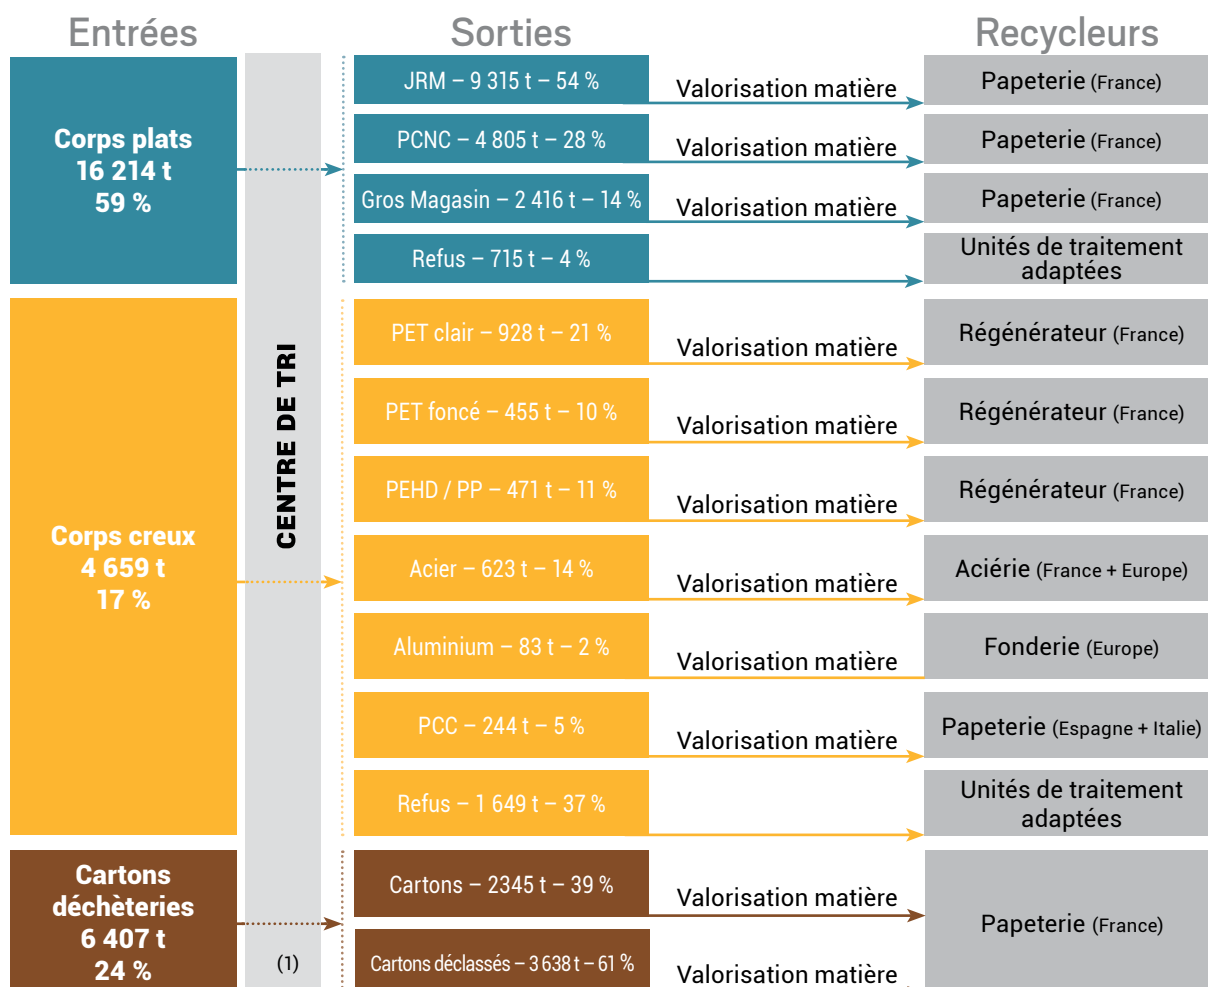 Entrées
Sorties
Recycleurs
Corps plats
16 214 t
59 %
JRM – 9 315 t – 54 %
Valorisation matière
Papeterie (France)
PCNC – 4 805 t – 28 %
Valorisation matière
Papeterie (France)
Gros Magasin – 2 416 t – 14 %
Valorisation matière
Papeterie (France)
Refus – 715 t – 4 %
Unités de traitement
adaptées
CENTRE DE TRI
Corps creux
4 659 t
17 %
PET clair – 928 t – 21 %
Valorisation matière
Régénérateur (France)
PET foncé – 455 t – 10 %
Valorisation matière
Régénérateur (France)
PEHD / PP – 471 t – 11 %
Valorisation matière
Régénérateur (France)
Acier – 623 t – 14 %
Valorisation matière
Aciérie (France + Europe)
Aluminium – 83 t – 2 %
Valorisation matière
Fonderie (Europe)
PCC – 244 t – 5 %
Valorisation matière
Papeterie (Espagne + Italie)
Refus – 1 649 t – 37 %
Unités de traitement
adaptées
Cartons
déchèteries
6 407 t
24 %
(1)
Cartons – 2345 t – 39 %
Valorisation matière
Cartons déclassés – 3 638 t – 61 %
Valorisation matière
Papeterie (France)